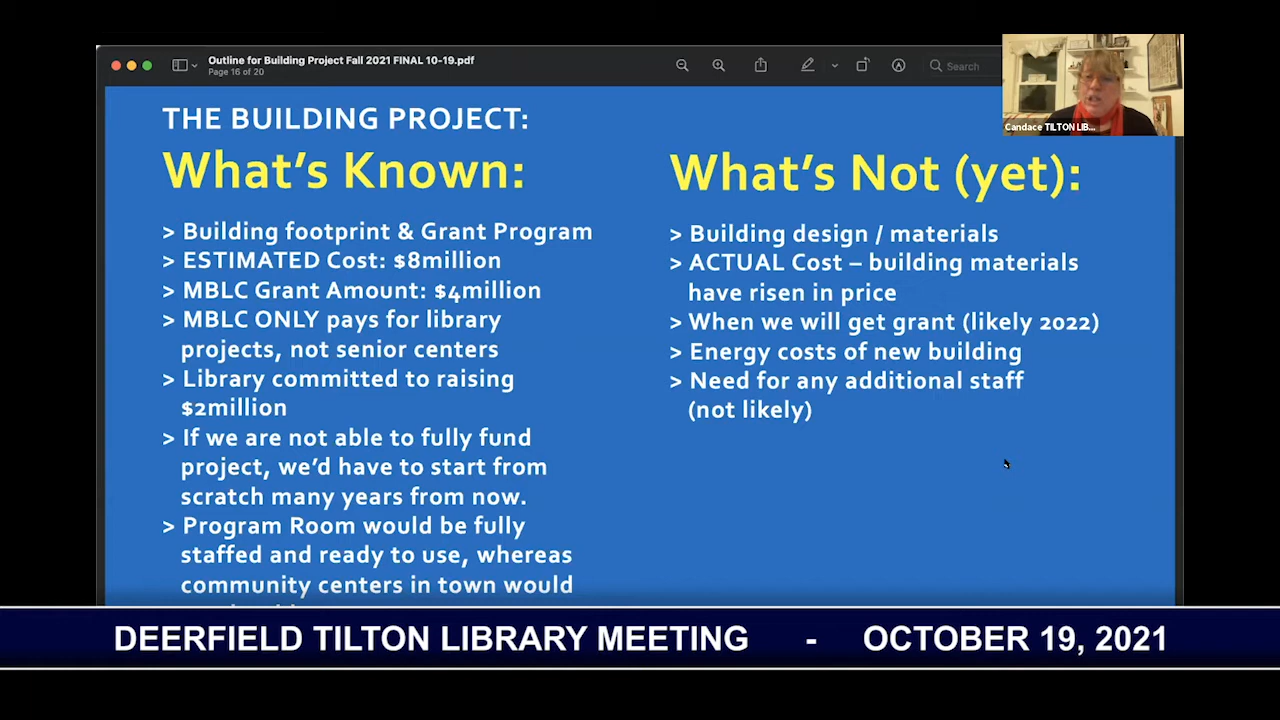 Outline for Building Project Fall 2021 FINAL 10-19.pdf
Page 16 of 20
Search
Candace TILTON LIB...
THE BUILDING PROJECT:
What's Known:
> Building footprint & Grant Program
> ESTIMATED Cost: $8million
> MBLC Grant Amount: $4million
> MBLC ONLY pays for library
projects, not senior centers
> Library committed to raising
$2million
> If we are not able to fully fund
project, we'd have to start from
scratch many years from now.
> Program Room would be fully
staffed and ready to use, whereas
community centers in town would
What's Not (yet):
> Building design / materials
> ACTUAL Cost – building materials
have risen in price
> When we will get grant (likely 2022)
> Energy costs of new building
> Need for any additional staff
(not likely)
DEERFIELD TILTON LIBRARY MEETING - OCTOBER 19, 2021